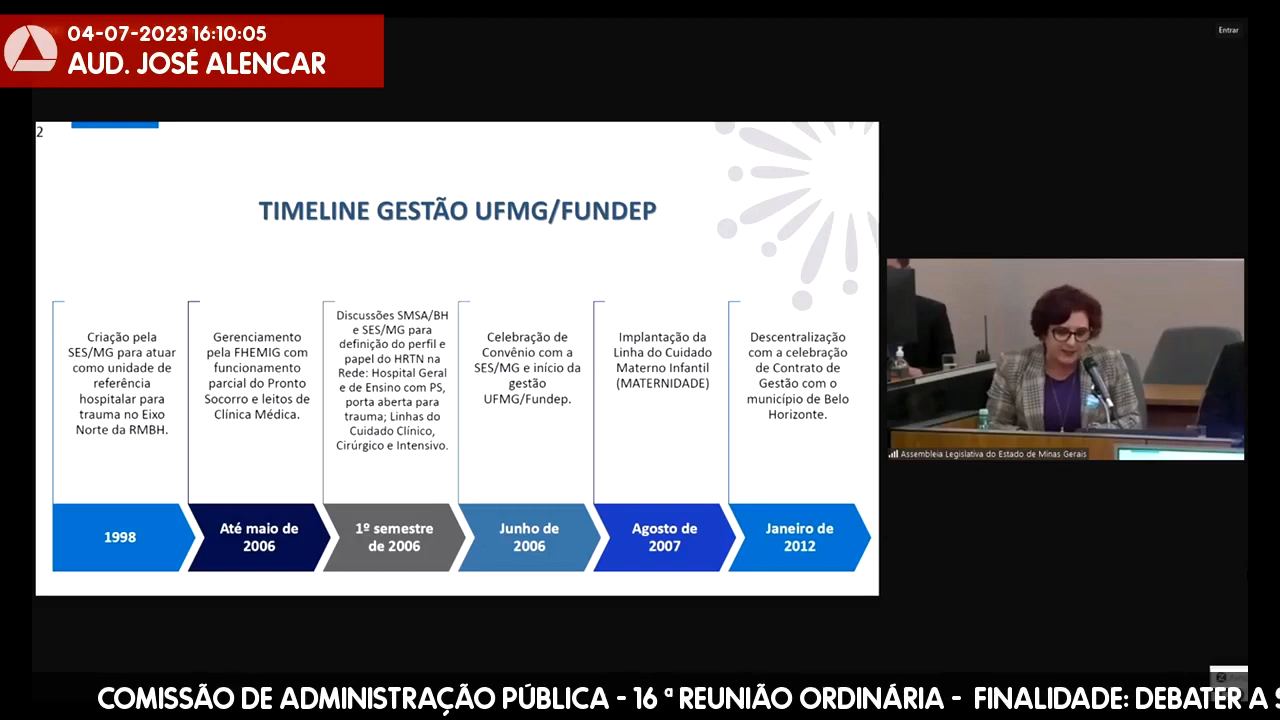 04-07-2023 16:10:05
AUD. JOSÉ ALENCAR
Entrar
2
TIMELINE GESTÃO UFMG/FUNDEP
Criação pela
SES/MG para atuar
como unidade de
referência
hospitalar para
trauma no Eixo
Norte da RMBH.
Gerenciamento
pela FHEMIG com
funcionamento
parcial do Pronto
Socorro e leitos de
Clínica Médica.
Discussões SMSA/BH
e SES/MG para
definição do perfil e
papel do HRTN na
Rede: Hospital Geral
e de Ensino com PS,
porta aberta para
trauma; Linhas do
Cuidado Clínico,
Cirúrgico e Intensivo.
Celebração de
Convênio com a
SES/MG e início da
gestão
UFMG/Fundep.
Implantação da
Linha do Cuidado
Materno Infantil
(MATERNIDADE)
Descentralização
com a celebração
de Contrato de
Gestão com o
município de Belo
Horizonte.
1998
Até maio de
2006
1º semestre
de 2006
Junho de
2006
Agosto de
2007
Janeiro de
2012
Assembleia Legislativa do Estado de Minas Gerais
COMISSÃO DE ADMINISTRAÇÃO PÚBLICA - 16 ª REUNIÃO ORDINÁRIA - FINALIDADE: DEBATER A S